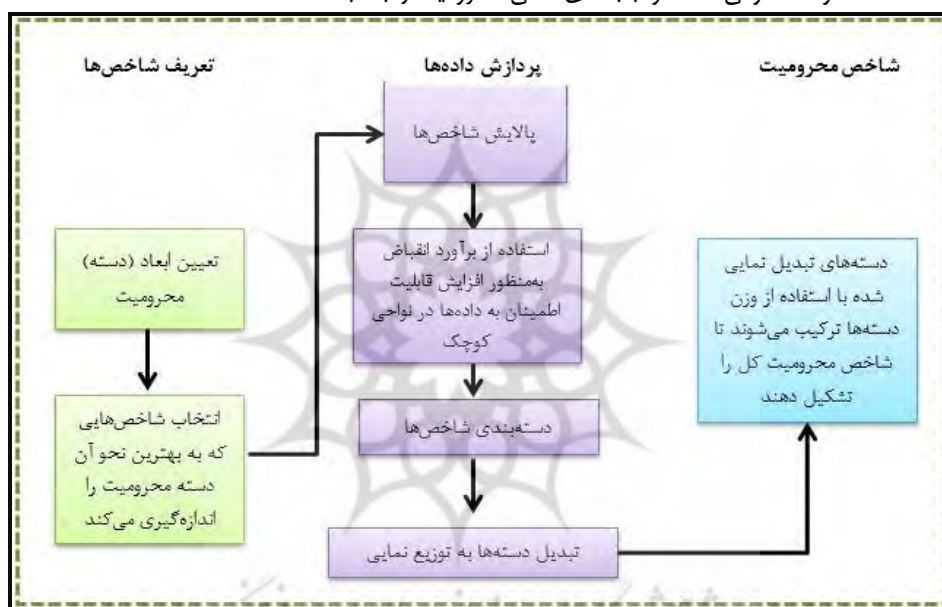 تعریف شاخص‌ها
پردازش داده‌ها
شاخص محرومیت
تعیین ابعاد (دسته)
محرومیت
انتخاب شاخص‌هایی
که به بهترین نحو آن
دسته محرومیت را
اندازه‌گیری می‌کند
پالایش شاخص‌ها
استفاده از برآورد انقباض
به‌منظور افزایش قابلیت
اطمینان به داده‌ها در نواحی
کوچک
دسته‌بندی شاخص‌ها
تبدیل دسته‌ها به توزیع نمایی
دسته‌های تبدیل نمایی
شده با استفاده از وزن
دسته‌ها ترکیب می‌شوند تا
شاخص محرومیت کل را
تشکیل دهند